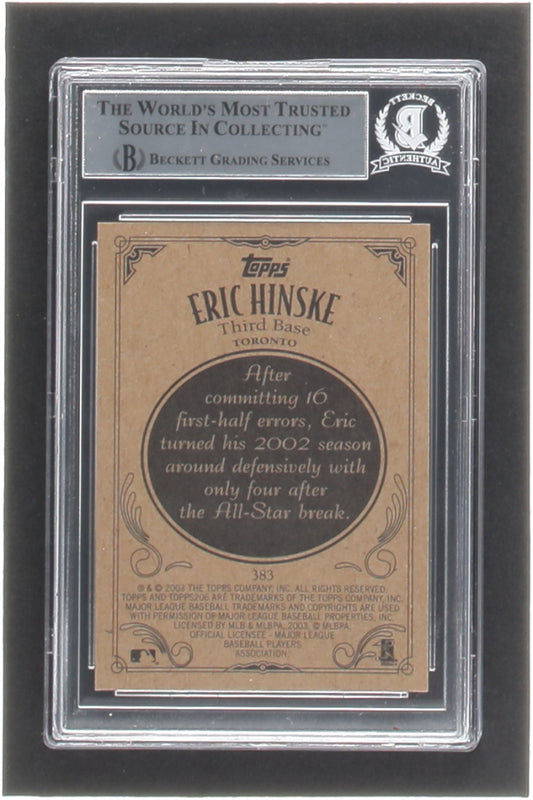 THE WORLD'S MOST TRUSTED
SOURCE IN COLLECTING™
B BECKETT GRADING SERVICES
BECKETT
B
AUTHENTIC
Topps
ERIC HINSKE
Third Base
TORONTO
After
committing 16
first-half errors, Eric
turned his 2002 season
around defensively with
only four after
the All-Star break.
383
® & © 2003 THE TOPPS COMPANY, INC. ALL RIGHTS RESERVED.
TOPPS AND TOPPS206 ARE TRADEMARKS OF THE TOPPS COMPANY, INC.
MAJOR LEAGUE BASEBALL TRADEMARKS AND COPYRIGHTS ARE USED
WITH PERMISSION OF MAJOR LEAGUE BASEBALL PROPERTIES, INC.
LICENSED BY MLB & MLBPA, 2003. © MLBPA,
OFFICIAL LICENSEE - MAJOR LEAGUE
BASEBALL PLAYERS
ASSOCIATION.